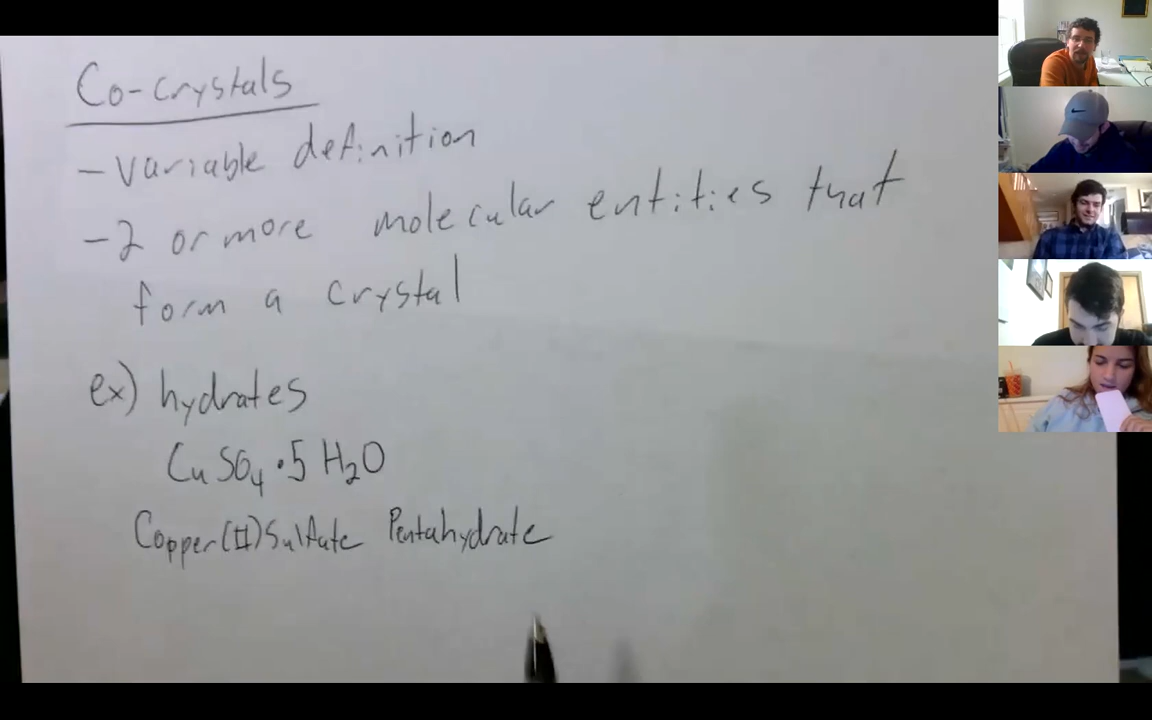 Co-crystals
- variable definition
- 2 or more molecular entities that
form a crystal
ex) hydrates
CuSO₄·5 H₂O
Copper(II)Sulfate Pentahydrate